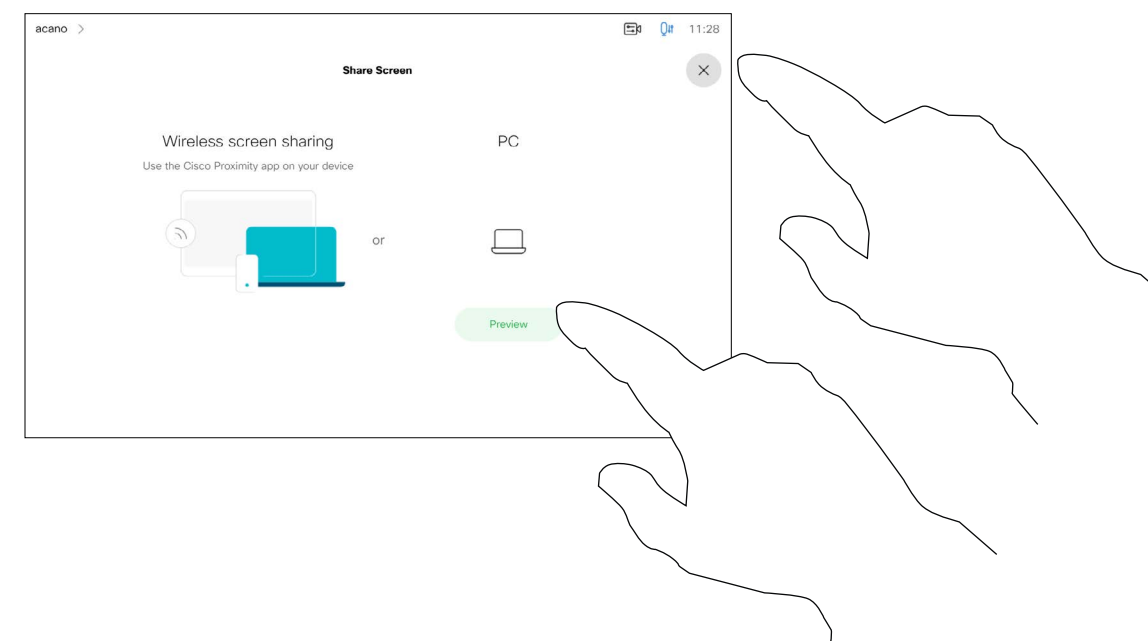 acano >
11:28
Share Screen
Wireless screen sharing
Use the Cisco Proximity app on your device
or
PC
Preview